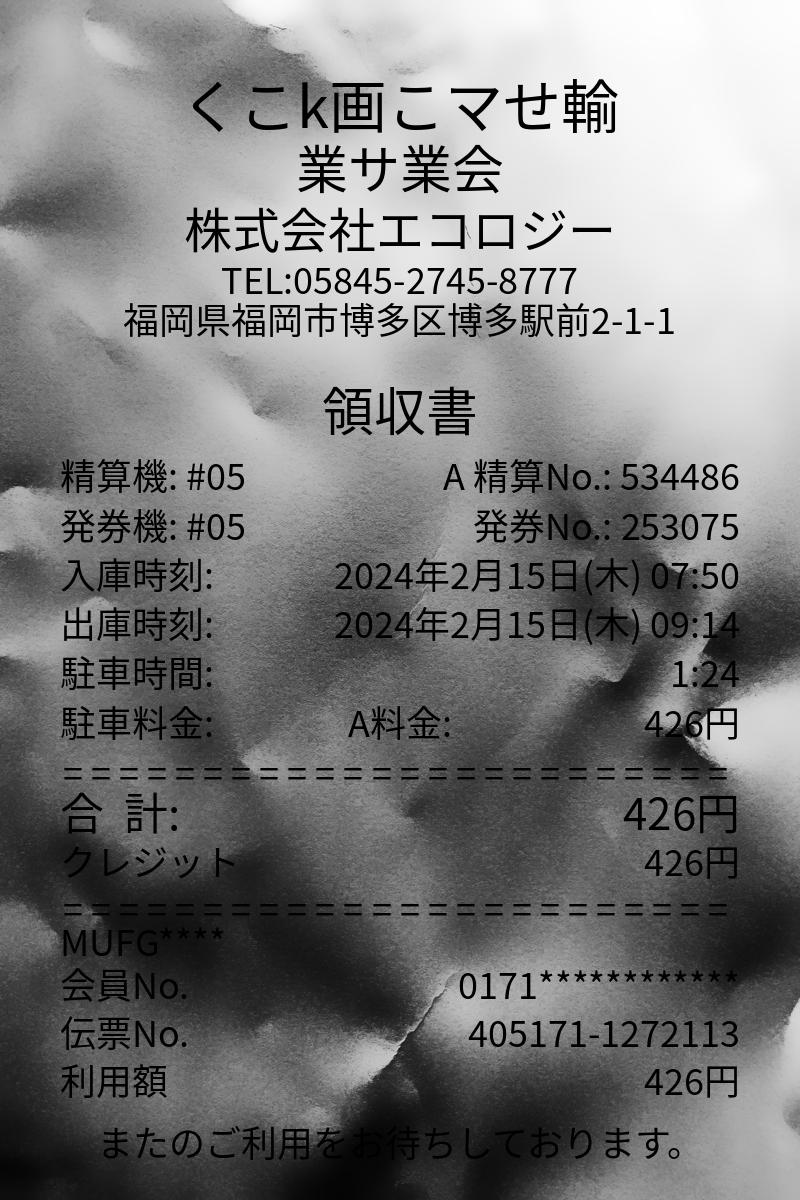 くこk画こマせ輸
業サ業会
株式会社エコロジー
TEL:05845-2745-8777
福岡県福岡市博多区博多駅前2-1-1
領収書
精算機: #05 A 精算No.: 534486
発券機: #05 発券No.: 253075
入庫時刻: 2024年2月15日(木) 07:50
出庫時刻: 2024年2月15日(木) 09:14
駐車時間: 1:24
駐車料金: A料金: 426円
========================
合 計: 426円
クレジット 426円
========================
MUFG****
会員No. 0171************
伝票No. 405171-1272113
利用額 426円
またのご利用をお待ちしております。